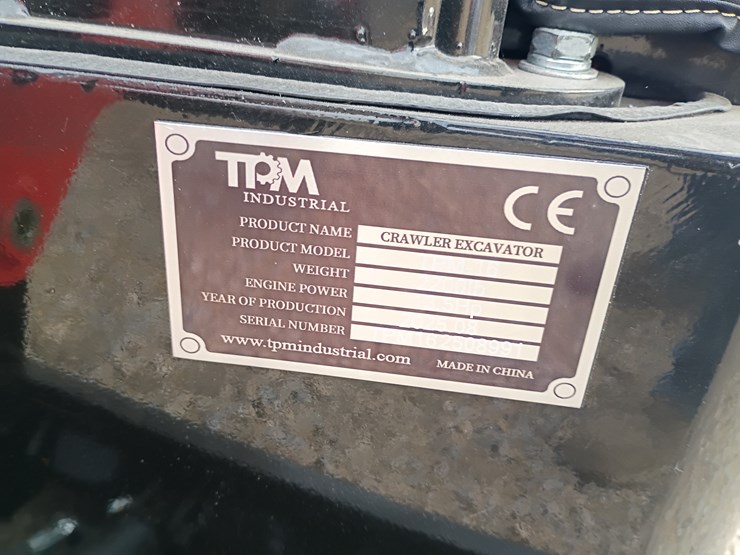 TPM
INDUSTRIAL
CE
PRODUCT NAME CRAWLER EXCAVATOR
PRODUCT MODEL
WEIGHT
ENGINE POWER
YEAR OF PRODUCTION
SERIAL NUMBER
www.tpmindustrial.com MADE IN CHINA